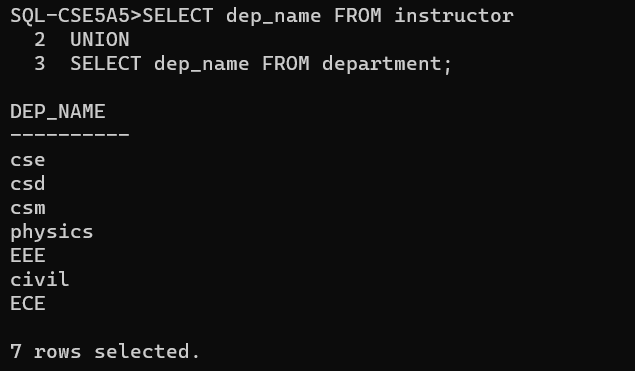 SQL-CSE5A5>SELECT dep_name FROM instructor
  2  UNION
  3  SELECT dep_name FROM department;

DEP_NAME
----------
cse
csd
csm
physics
EEE
civil
ECE

7 rows selected.